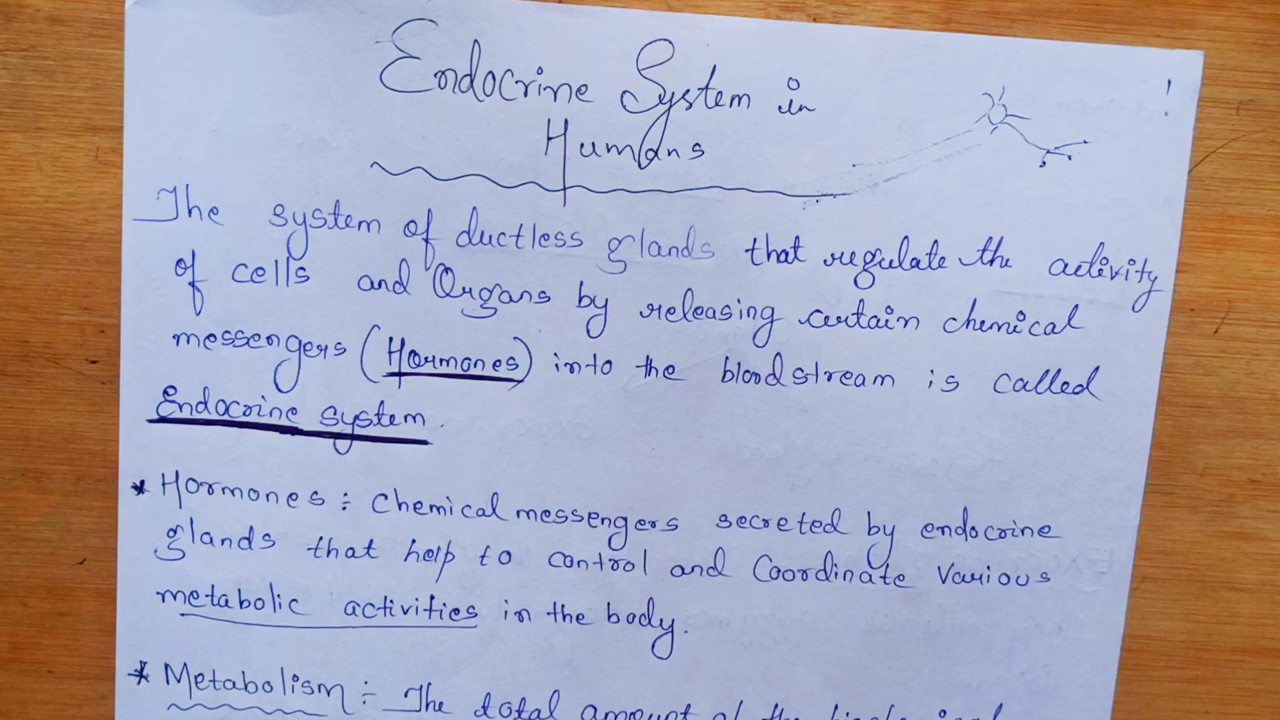 Endocrine System in
Humans
The system of ductless glands that regulate the activity
of cells and Organs by releasing certain chemical
messengers (Hormones) into the bloodstream is called
Endocrine system.
* Hormones ÷ Chemical messengers secreted by endocrine
glands that help to control and Coordinate Various
metabolic activities in the body.
* Metabolism ÷ The total amount of the